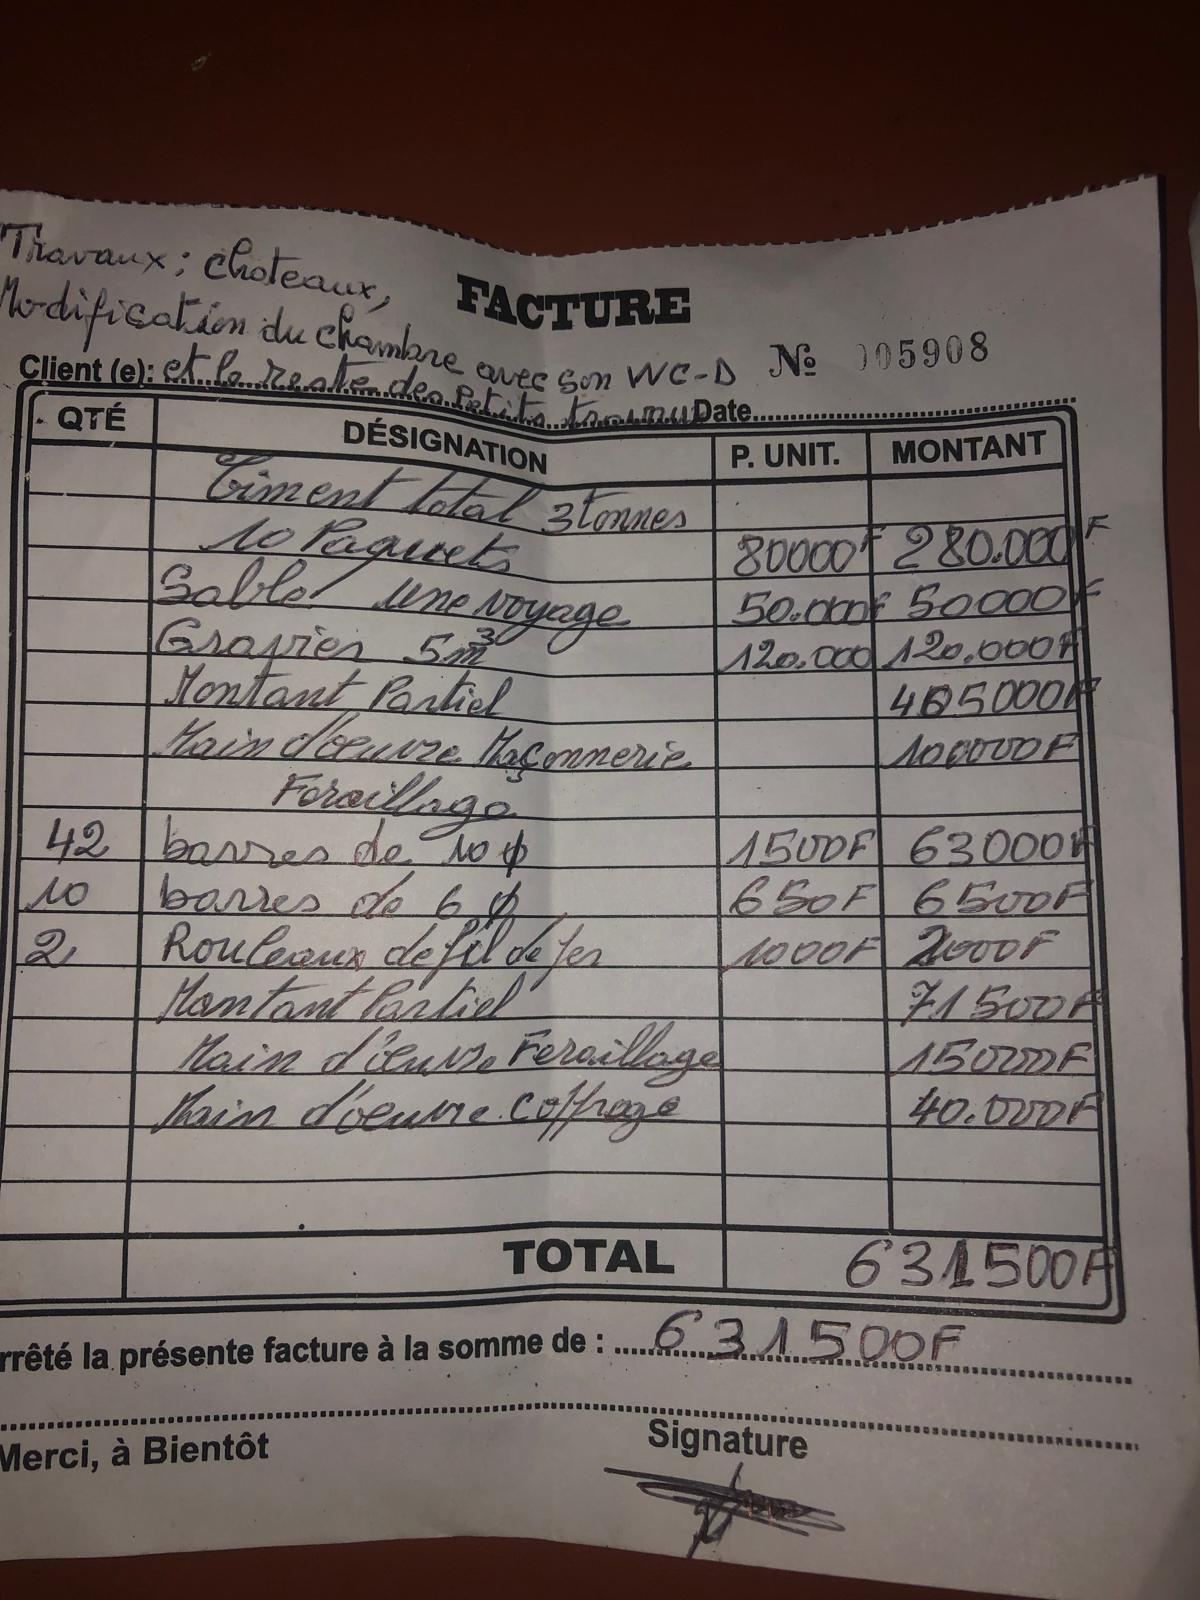 Travaux : choteaux,
Modification du chambre avec son WC-D
FACTURE
№ 005908
Client (e): et le reste des Petits travaux Date
QTÉ DÉSIGNATION P. UNIT. MONTANT
Ciment total 3 tonnes
10 Paquets 80000F 280.000F
Sable une voyage 50.000F 50000F
Gravier 5m³ 120.000 120.000F
Montant Partiel 465000F
Main d'oeuvre Maçonnerie 100000F
Feraillage
42 barres de 10 ϕ 1500F 63000F
10 barres de 6 ϕ 650F 6500F
2 Rouleaux de fil de fer 1000F 2000F
Montant Partiel 71500F
Main d'oeuvre Feraillage 15000F
Main d'oeuvre Coffrage 40.000F
TOTAL 631500F
rrêté la présente facture à la somme de : 631500F
Merci, à Bientôt
Signature